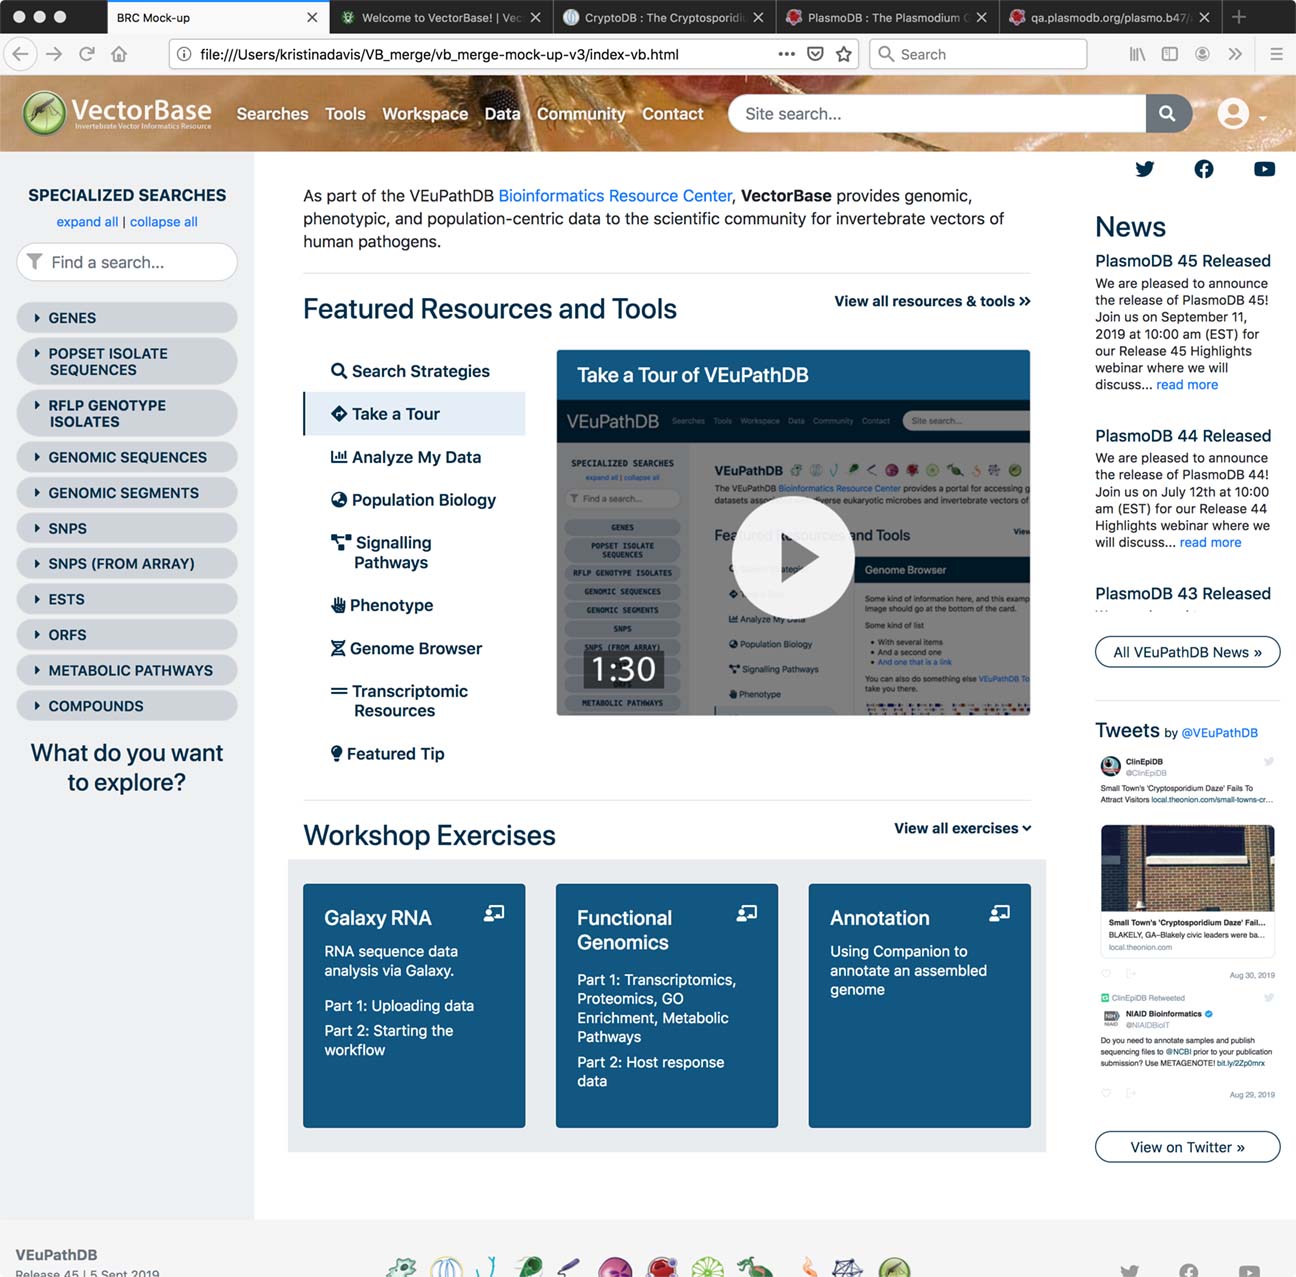 BRC Mock-up
Welcome to VectorBase! | Vec
CryptoDB : The Cryptosporidi
PlasmoDB : The Plasmodium G
qa.plasmodb.org/plasmo.b47/
file:///Users/kristinadavis/VB_merge/vb_merge-mock-up-v3/index-vb.html
Search
VectorBase
Invertebrate Vector Informatics Resource
Searches Tools Workspace Data Community Contact
Site search...
SPECIALIZED SEARCHES
expand all | collapse all
Find a search...
GENES
POPSET ISOLATE
SEQUENCES
RFLP GENOTYPE
ISOLATES
GENOMIC SEQUENCES
GENOMIC SEGMENTS
SNPS
SNPS (FROM ARRAY)
ESTS
ORFS
METABOLIC PATHWAYS
COMPOUNDS
What do you want
to explore?
As part of the VEuPathDB Bioinformatics Resource Center, VectorBase provides genomic,
phenotypic, and population-centric data to the scientific community for invertebrate vectors of
human pathogens.
Featured Resources and Tools
View all resources & tools »
Search Strategies
Take a Tour
Analyze My Data
Population Biology
Signalling
Pathways
Phenotype
Genome Browser
Transcriptomic
Resources
Featured Tip
Take a Tour of VEuPathDB
VEuPathDB Searches Tools Workspace Data Community Contact Site search...
SPECIALIZED SEARCHES
expand all | collapse all
Find a search...
GENES
POPSET ISOLATE
SEQUENCES
RFLP GENOTYPE ISOLATES
GENOMIC SEQUENCES
GENOMIC SEGMENTS
SNPS
SNPS (FROM ARRAY)
METABOLIC PATHWAYS
VEuPathDB
The VEuPathDB Bioinformatics Resource Center provides a portal for accessing g
datasets erse eukaryotic microbes and invertebrate vectors of
Featured Resources and Tools
View
Genome Browser
Analyze My Data
Population Biology
Signalling Pathways
Phenotype
Some kind of information here, and this examp
Image should go at the bottom of the card.
Some kind of list
• With several items
• And a second one
• And one that is a link
You can also do something else VEuPathDB To
take you there.
1:30
Workshop Exercises
View all exercises
Galaxy RNA
RNA sequence data
analysis via Galaxy.
Part 1: Uploading data
Part 2: Starting the
workflow
Functional
Genomics
Part 1: Transcriptomics,
Proteomics, GO
Enrichment, Metabolic
Pathways
Part 2: Host response
data
Annotation
Using Companion to
annotate an assembled
genome
News
PlasmoDB 45 Released
We are pleased to announce
the release of PlasmoDB 45!
Join us on September 11,
2019 at 10:00 am (EST) for
our Release 45 Highlights
webinar where we will
discuss... read more
PlasmoDB 44 Released
We are pleased to announce
the release of PlasmoDB 44!
Join us on July 12th at 10:00
am (EST) for our Release 44
Highlights webinar where we
will discuss... read more
PlasmoDB 43 Released
All VEuPathDB News »
Tweets by @VEuPathDB
ClinEpiDB
@ClinEpiDB
Small Town's 'Cryptosporidium Daze' Fails To
Attract Visitors local.theonion.com/small-towns-cr...
Small Town's 'Cryptosporidium Daze' Fail...
BLAKELY, GA–Blakely civic leaders were ba...
local.theonion.com
Aug 30, 2019
ClinEpiDB Retweeted
NIH
NIAID
NIAID Bioinformatics
@NIAIDBioIT
Do you need to annotate samples and publish
sequencing files to @NCBI prior to your publication
submission? Use METAGENOTE! bit.ly/2Zp0mrx
Aug 29, 2019
View on Twitter »
VEuPathDB
Release 45 | 5 Sept 2019